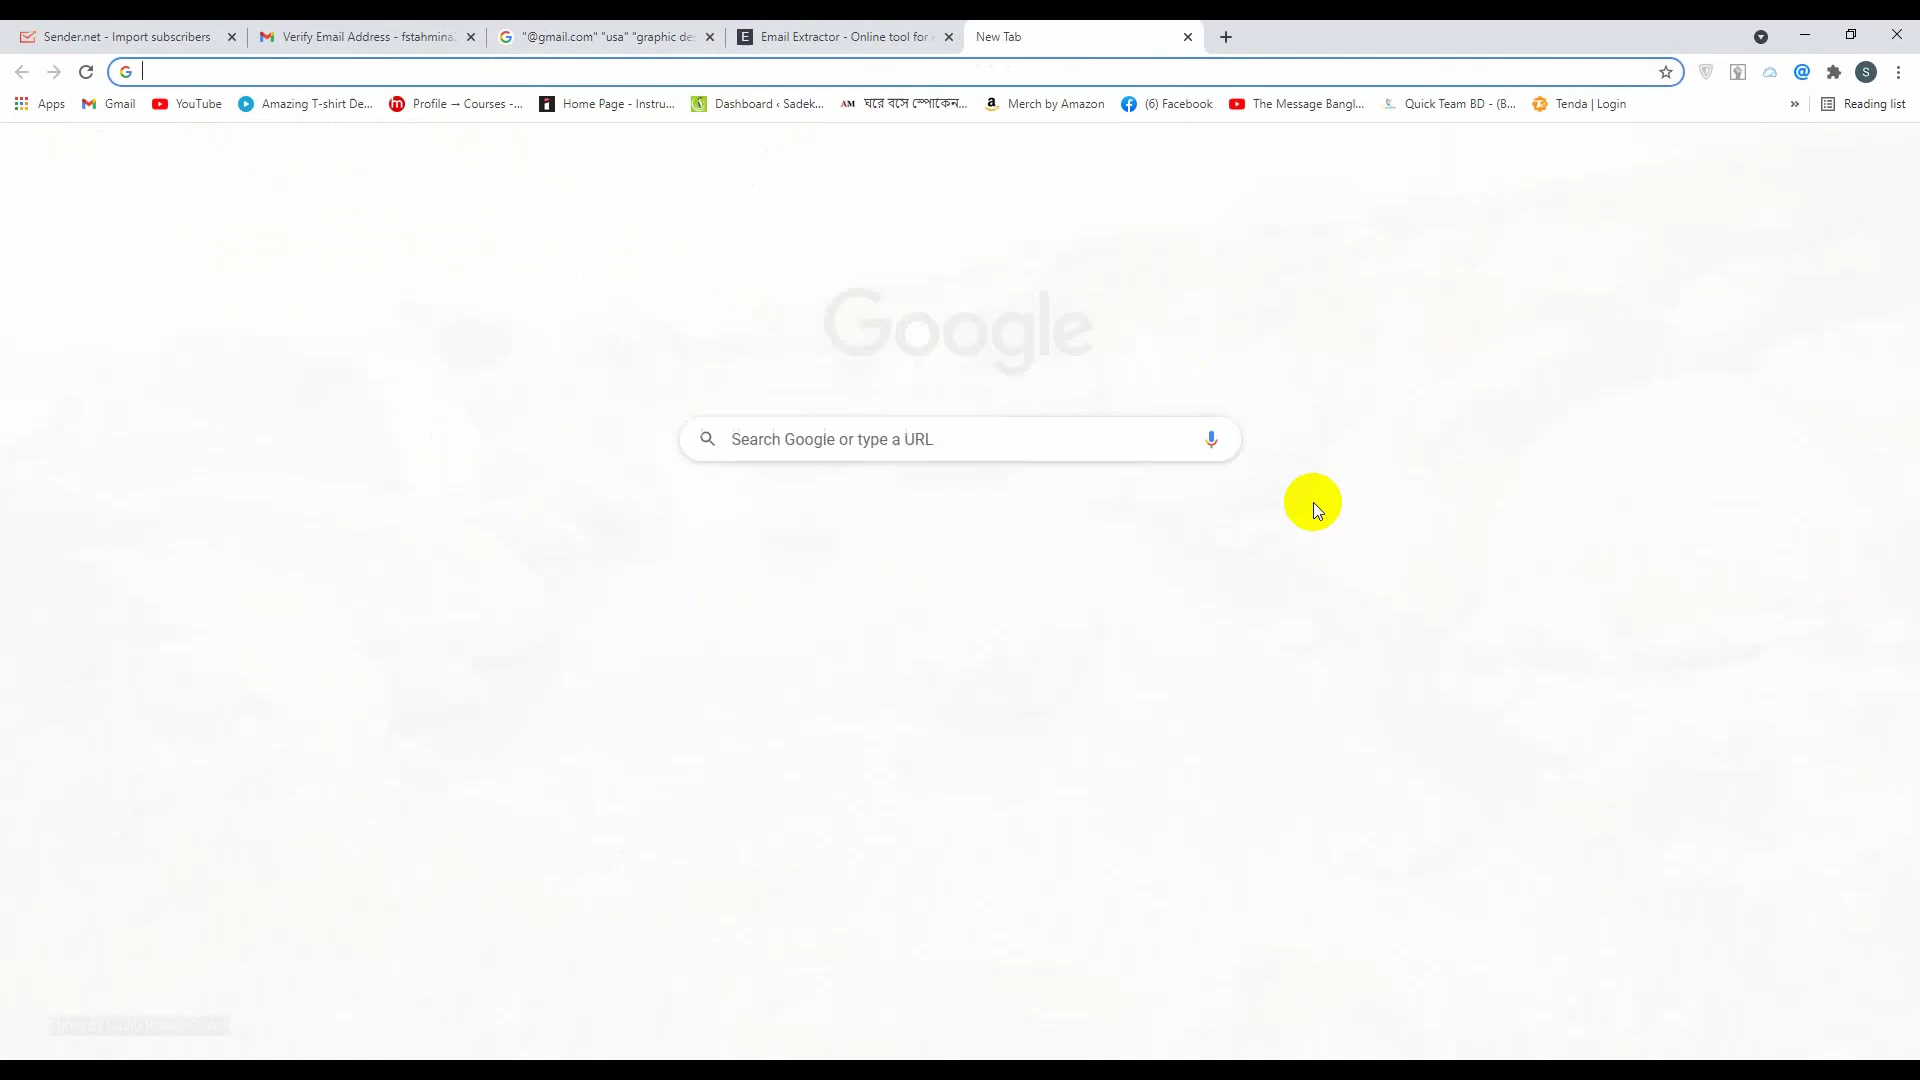 Sender.net - Import subscribers
Verify Email Address - fstahmina
"@gmail.com" "usa" "graphic de
Email Extractor - Online tool for
New Tab
S
Apps
Gmail
YouTube
Amazing T-shirt De...
Profile → Courses -...
Home Page - Instru...
Dashboard ‹ Sadek...
AM ঘরে বসে স্পোকেন...
Merch by Amazon
(6) Facebook
The Message Bangl...
Quick Team BD - (B...
Tenda | Login
»
Reading list
Google
Search Google or type a URL